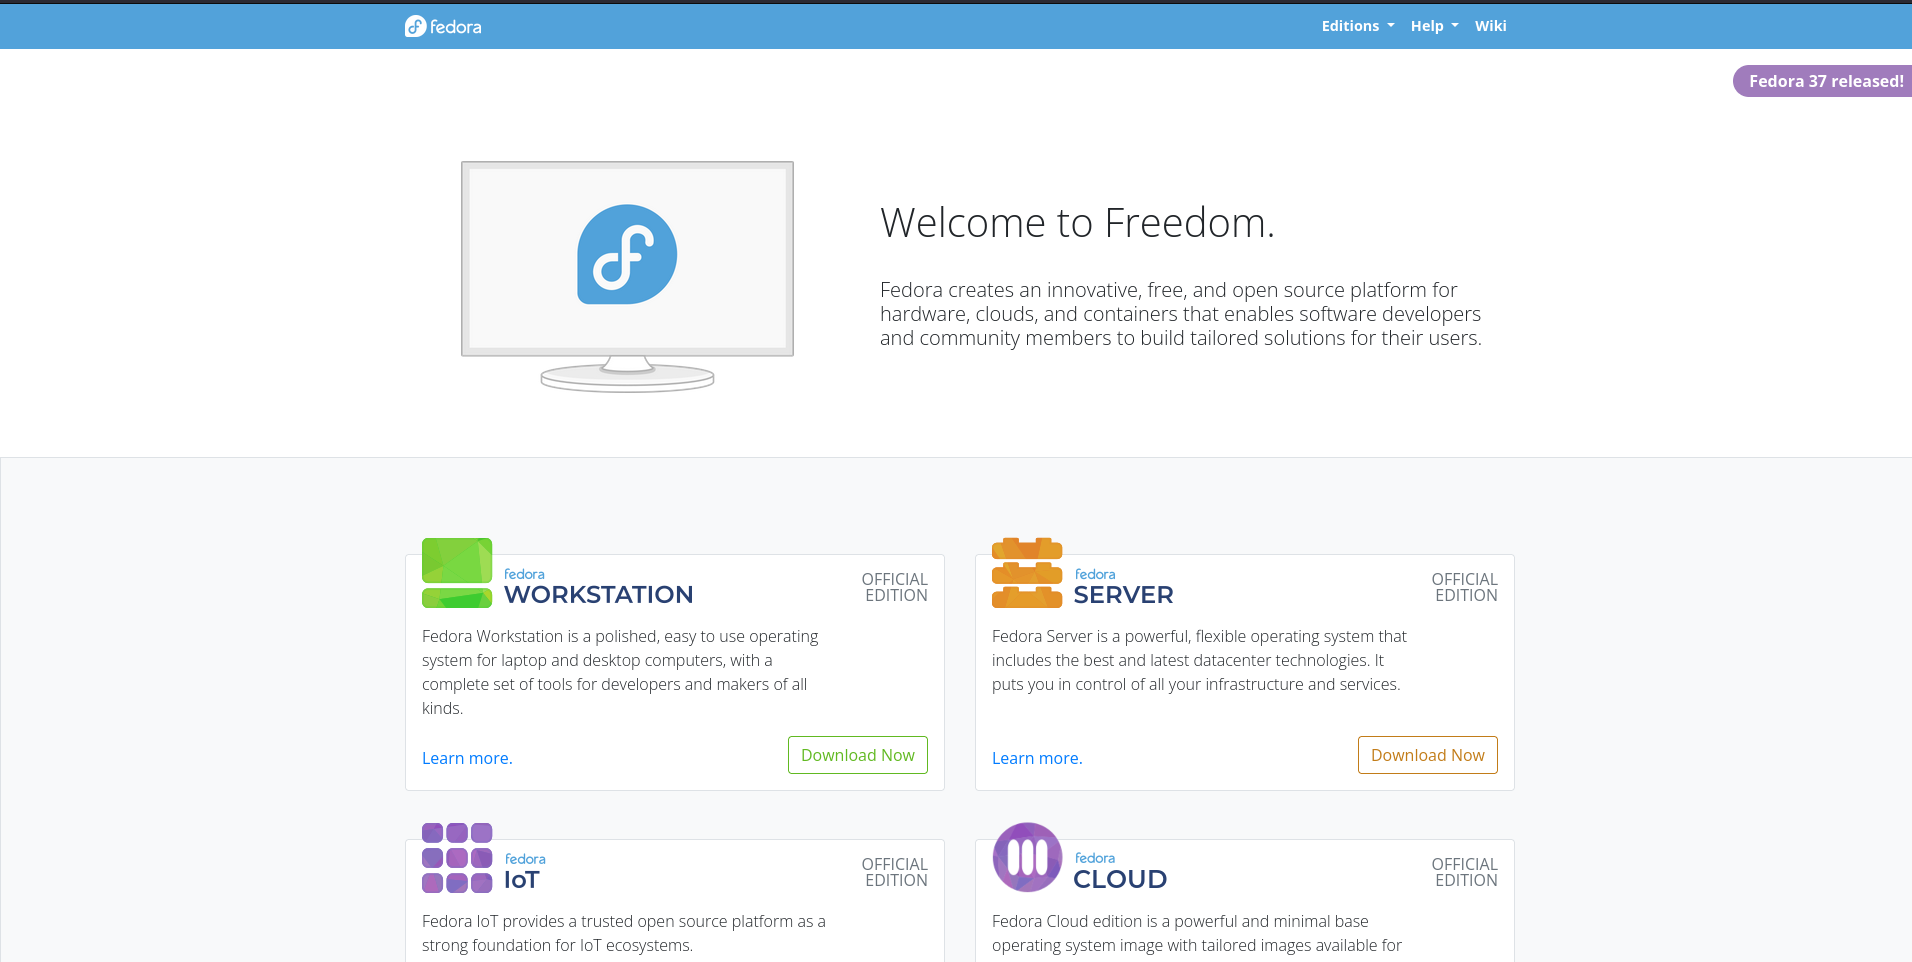 fedora
Editions
Help
Wiki
Fedora 37 released!
Welcome to Freedom.
Fedora creates an innovative, free, and open source platform for
hardware, clouds, and containers that enables software developers
and community members to build tailored solutions for their users.
fedora
WORKSTATION
OFFICIAL
EDITION
Fedora Workstation is a polished, easy to use operating
system for laptop and desktop computers, with a
complete set of tools for developers and makers of all
kinds.
Learn more.
Download Now
fedora
SERVER
OFFICIAL
EDITION
Fedora Server is a powerful, flexible operating system that
includes the best and latest datacenter technologies. It
puts you in control of all your infrastructure and services.
Learn more.
Download Now
fedora
IoT
OFFICIAL
EDITION
Fedora IoT provides a trusted open source platform as a
strong foundation for IoT ecosystems.
fedora
CLOUD
OFFICIAL
EDITION
Fedora Cloud edition is a powerful and minimal base
operating system image with tailored images available for